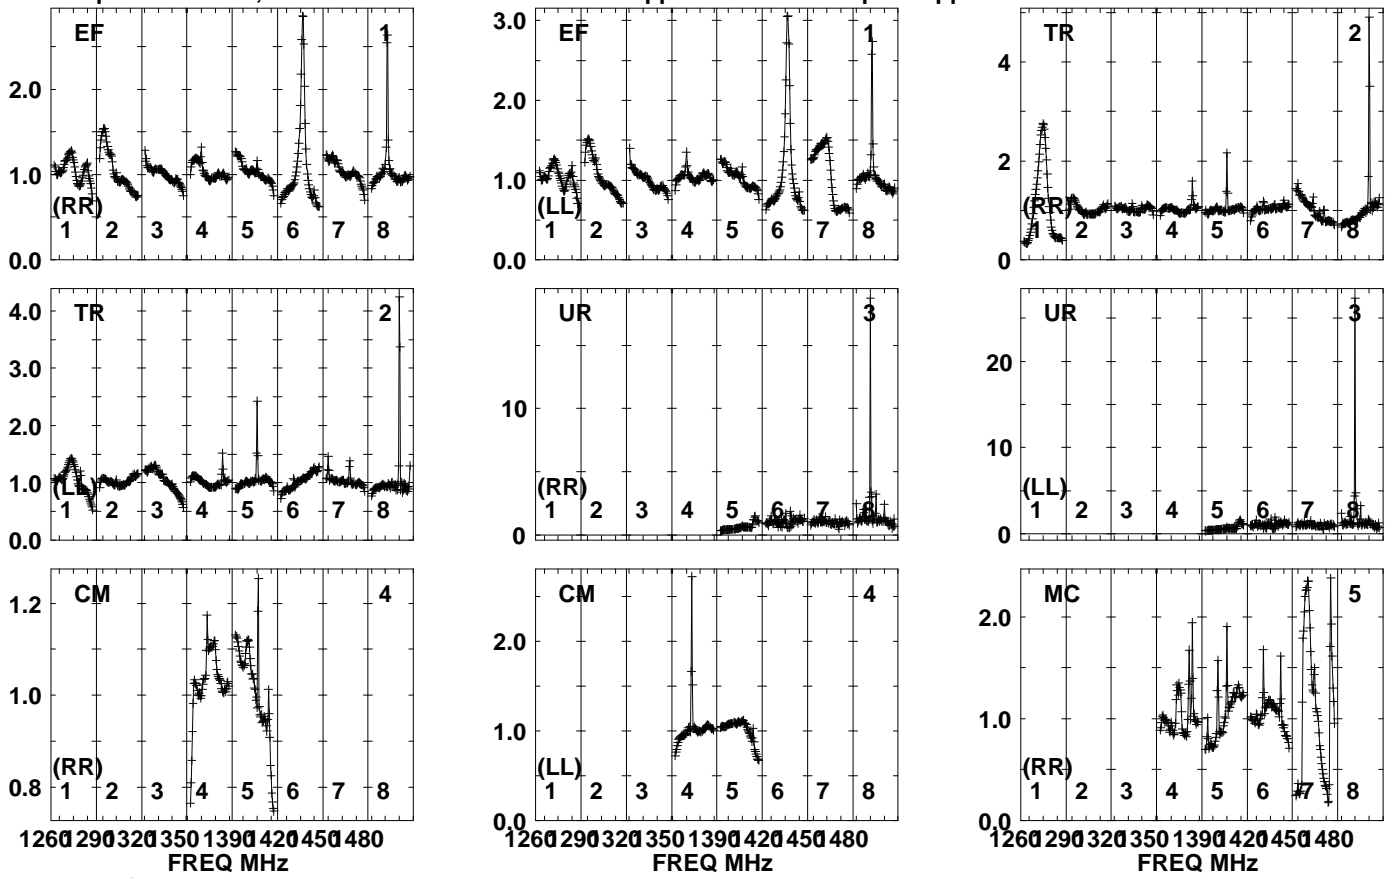 EF 1
2.0
1.0
(RR)
1 2 3 4 5 6 7 8
0.0
3.0
EF 1
2.0
1.0
(LL)
1 2 3 4 5 6 7 8
0.0
TR 2
4
2
(RR)
1 2 3 4 5 6 7 8
0
TR 2
4.0
3.0
2.0
1.0
(LL)
1 2 3 4 5 6 7 8
0.0
UR 3
10
(RR)
1 2 3 4 5 6 7 8
0
UR 3
20
10
(LL)
1 2 3 4 5 6 7 8
0
CM 4
1.2
1.0
(RR)
0.8 1 2 3 4 5 6 7 8
1260 1290 1320 1350 1390 1420 1450 1480
FREQ MHz
CM 4
2.0
1.0
(LL)
1 2 3 4 5 6 7 8
0.0
1260 1290 1320 1350 1390 1420 1450 1480
FREQ MHz
MC 5
2.0
1.0
(RR)
1 2 3 4 5 6 7 8
0.0
1260 1290 1320 1350 1390 1420 1450 1480
FREQ MHz